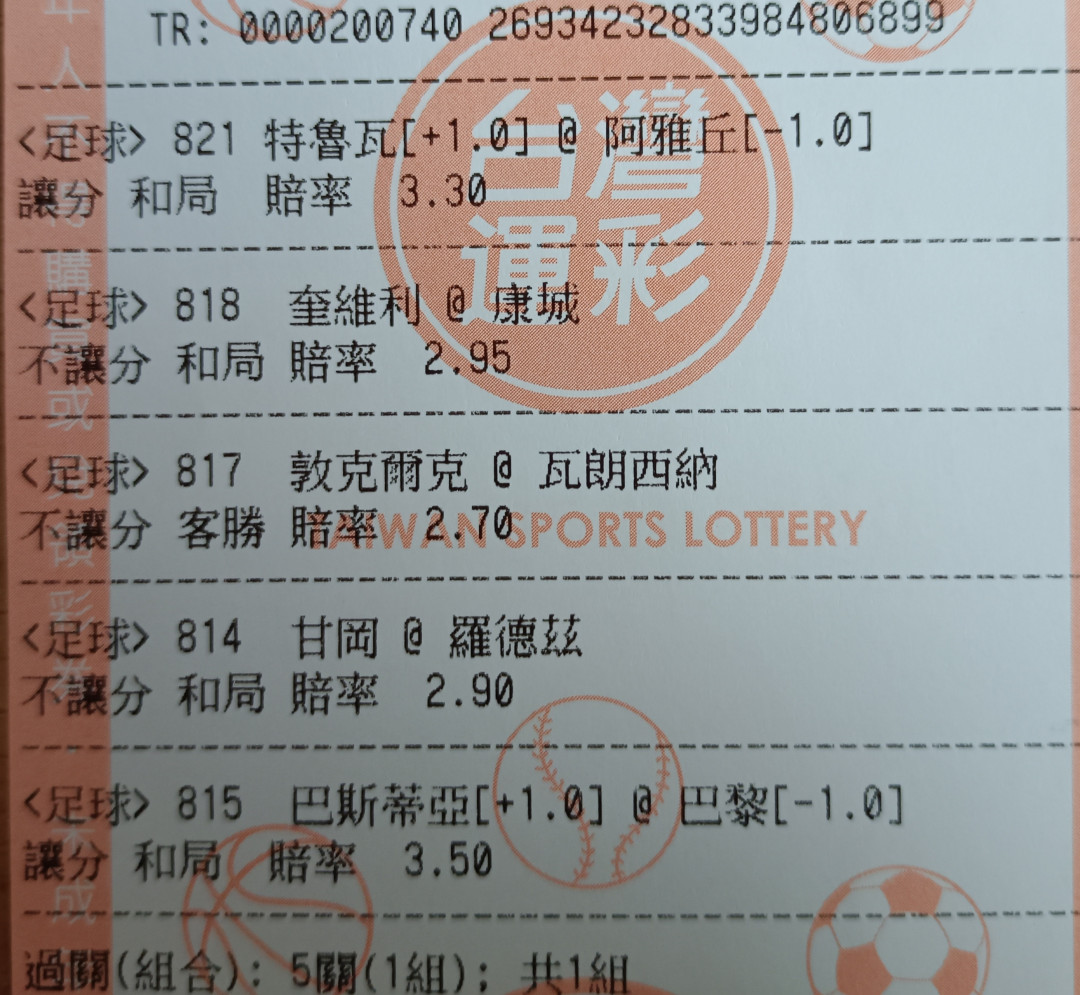 TR: 0000200740 26934232833984806899
<足球> 821 特魯瓦[+1.0] @ 阿雅丘[-1.0]
讓分 和局 賠率 3.30
<足球> 818 奎維利 @ 康城
不讓分 和局 賠率 2.95
<足球> 817 敦克爾克 @ 瓦朗西納
不讓分 客勝 賠率 2.70
<足球> 814 甘岡 @ 羅德茲
不讓分 和局 賠率 2.90
<足球> 815 巴斯蒂亞[+1.0] @ 巴黎[-1.0]
讓分 和局 賠率 3.50
過關(組合): 5關(1組); 共1組
台灣
運彩
TAIWAN SPORTS LOTTERY